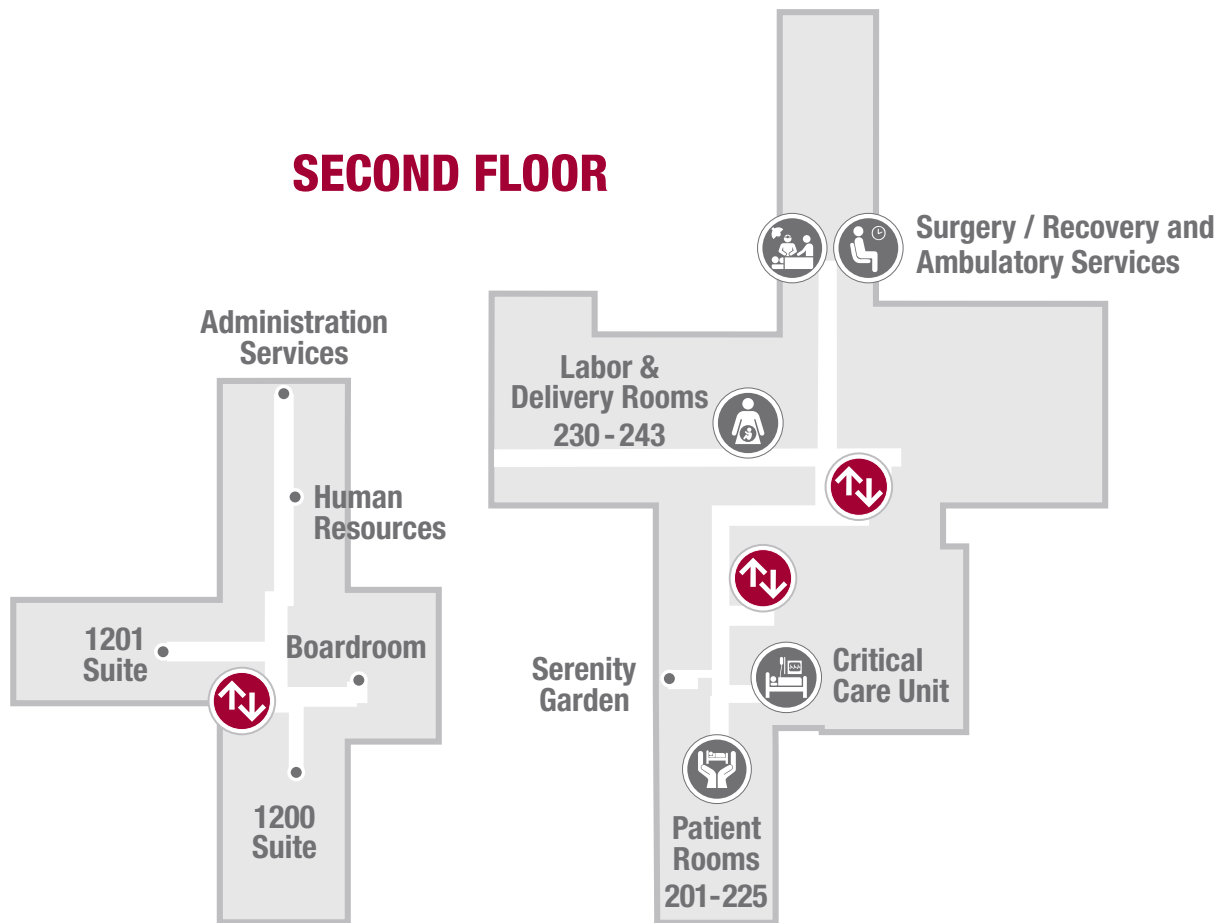 SECOND FLOOR
Surgery / Recovery and
Ambulatory Services
Administration
Services
Labor &
Delivery Rooms
230 - 243
Human
Resources
1201
Suite
Boardroom
Serenity
Garden
Critical
Care Unit
1200
Suite
Patient
Rooms
201-225